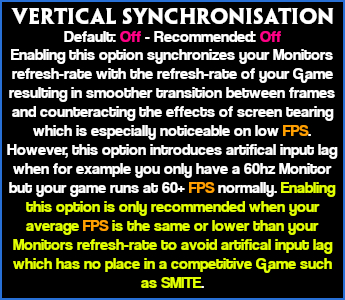 VERTICAL SYNCHRONISATION
Default: Off - Recommended: Off
Enabling this option synchronizes your Monitors
refresh-rate with the refresh-rate of your Game
resulting in smoother transition between frames
and counteracting the effects of screen tearing
which is especially noticeable on low FPS.
However, this option introduces artifical input lag
when for example you only have a 60hz Monitor
but your game runs at 60+ FPS normally. Enabling
this option is only recommended when your
average FPS is the same or lower than your
Monitors refresh-rate to avoid artifical input lag
which has no place in a competitive Game such
as SMITE.